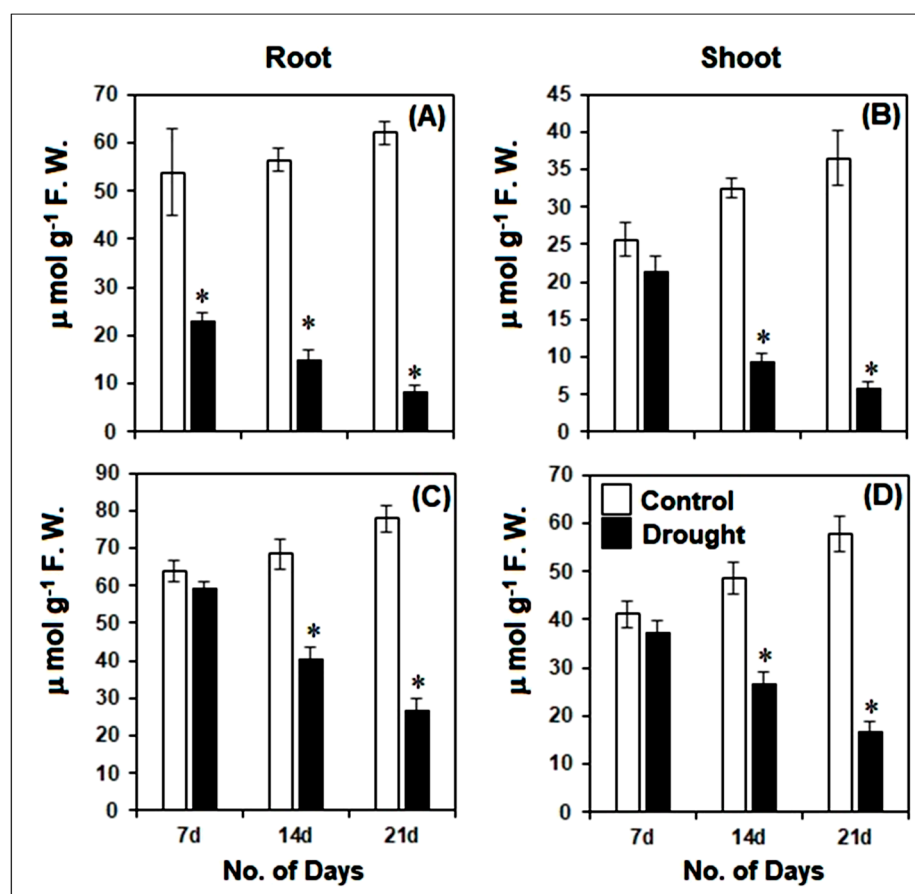 Root
Shoot
70
60
50
40
30
20
10
0
μ mol g-1 F. W.
(A)
*
*
*
45
40
35
30
25
20
15
10
5
0
μ mol g-1 F. W.
(B)
*
*
90
80
70
60
50
40
30
20
10
0
μ mol g-1 F. W.
(C)
*
*
7d 14d 21d
No. of Days
70
60
50
40
30
20
10
0
μ mol g-1 F. W.
(D)
Control
Drought
*
*
7d 14d 21d
No. of Days